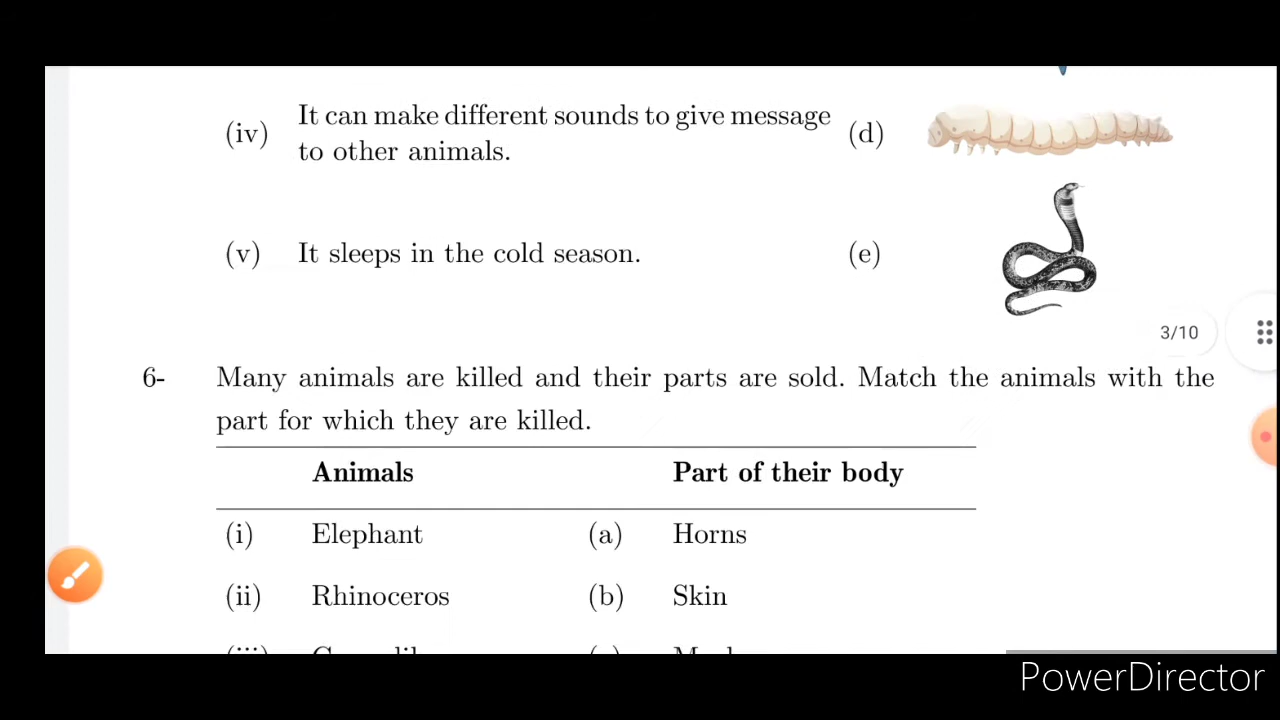 (iv) It can make different sounds to give message (d)
to other animals.
(v) It sleeps in the cold season. (e)
3/10
6- Many animals are killed and their parts are sold. Match the animals with the
part for which they are killed.
Animals Part of their body
(i) Elephant (a) Horns
(ii) Rhinoceros (b) Skin
PowerDirector